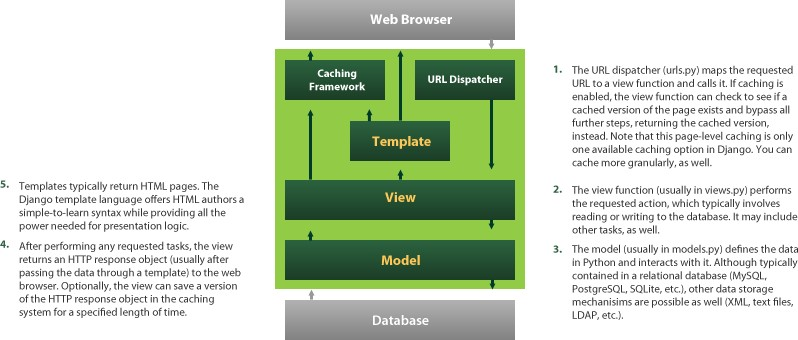 Web Browser
Caching
Framework
URL Dispatcher
Template
View
Model
Database
1. The URL dispatcher (urls.py) maps the requested
URL to a view function and calls it. If caching is
enabled, the view function can check to see if a
cached version of the page exists and bypass all
further steps, returning the cached version,
instead. Note that this page-level caching is only
one available caching option in Django. You can
cache more granularly, as well.
2. The view function (usually in views.py) performs
the requested action, which typically involves
reading or writing to the database. It may include
other tasks, as well.
3. The model (usually in models.py) defines the data
in Python and interacts with it. Although typically
contained in a relational database (MySQL,
PostgreSQL, SQLite, etc.), other data storage
mechanisims are possible as well (XML, text files,
LDAP, etc.).
5. Templates typically return HTML pages. The
Django template language offers HTML authors a
simple-to-learn syntax while providing all the
power needed for presentation logic.
4. After performing any requested tasks, the view
returns an HTTP response object (usually after
passing the data through a template) to the web
browser. Optionally, the view can save a version
of the HTTP response object in the caching
system for a specified length of time.